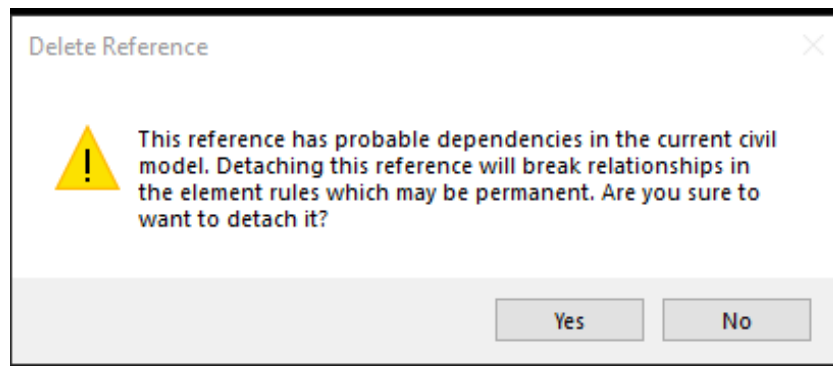 Delete Reference
This reference has probable dependencies in the current civil
model. Detaching this reference will break relationships in
the element rules which may be permanent. Are you sure to
want to detach it?
Yes No